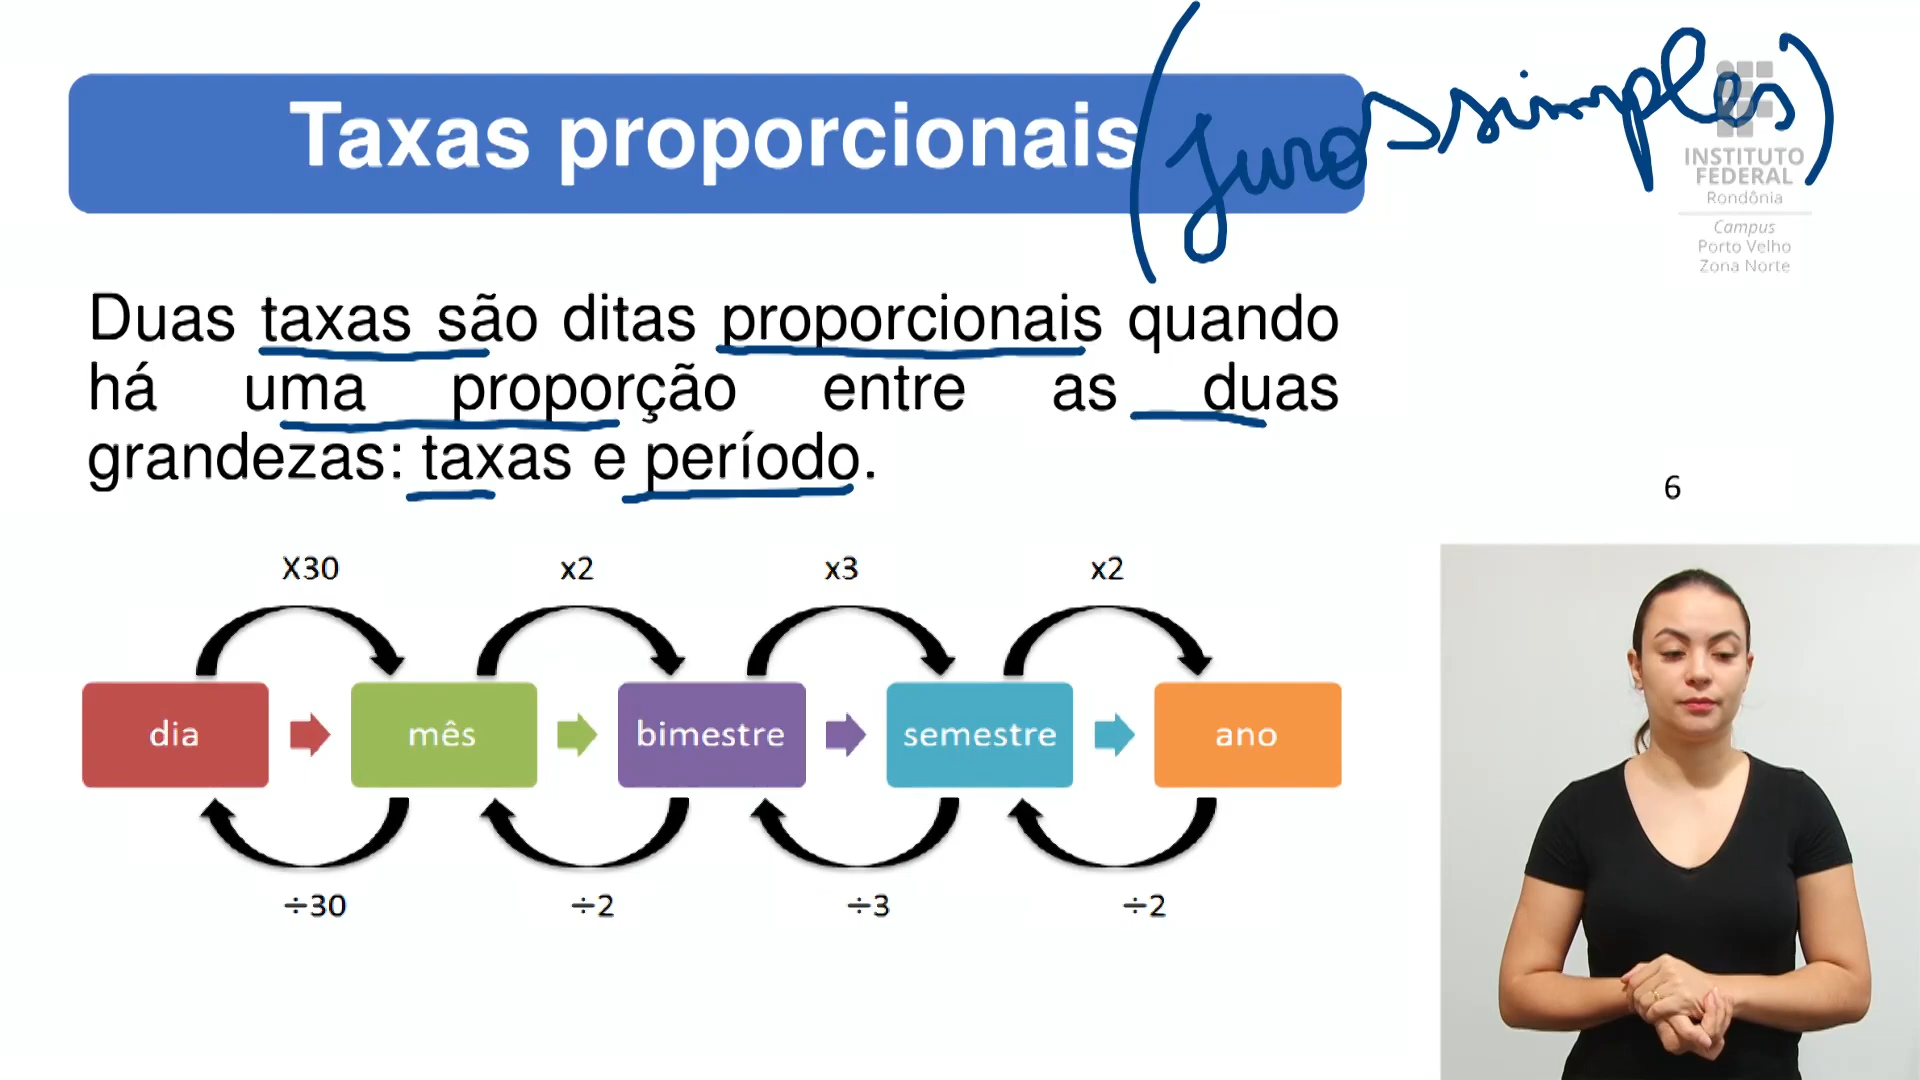 Taxas proporcionais (juros simples)
INSTITUTO
FEDERAL
Rondônia
Campus
Porto Velho
Zona Norte
Duas taxas são ditas proporcionais quando
há uma proporção entre as duas
grandezas: taxas e período.
6
X30 x2 x3 x2
dia mês bimestre semestre ano
÷30 ÷2 ÷3 ÷2